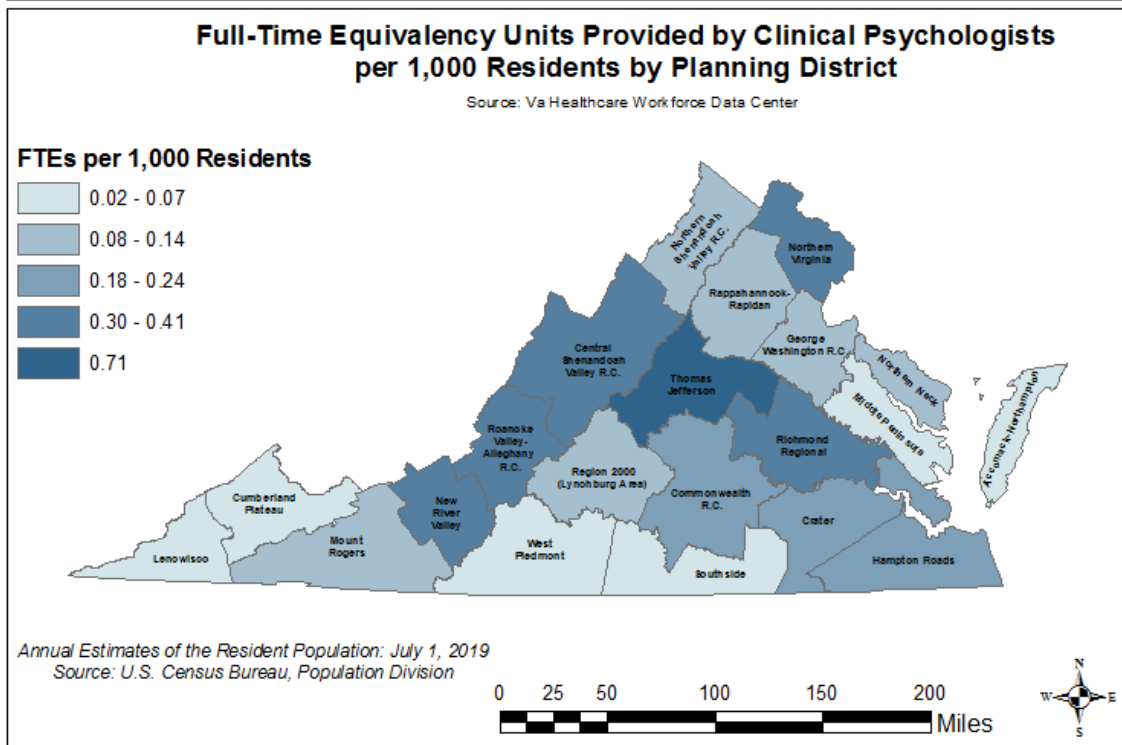 Full-Time Equivalency Units Provided by Clinical Psychologists
per 1,000 Residents by Planning District
Source: Va Healthcare Workforce Data Center
FTEs per 1,000 Residents
0.02 - 0.07
0.08 - 0.14
0.18 - 0.24
0.30 - 0.41
0.71
Northern
Shenandoah
Valley R.C.
Northern
Virginia
Rappahannock-
Rapidan
George
Washington R.C.
Northern Neck
Middle Peninsula
Accomack-Northampton
Central
Shenandoah
Valley R.C.
Thomas
Jefferson
Richmond
Regional
Roanoke
Valley-
Alleghany
R.C.
Region 2000
(Lynchburg Area)
Commonwealth
R.C.
New
River
Valley
Cumberland
Plateau
Lenowisco
Mount
Rogers
West
Piedmont
Southside
Crater
Hampton Roads
Annual Estimates of the Resident Population: July 1, 2019
Source: U.S. Census Bureau, Population Division
0 25 50 100 150 200
Miles
N
W E
S